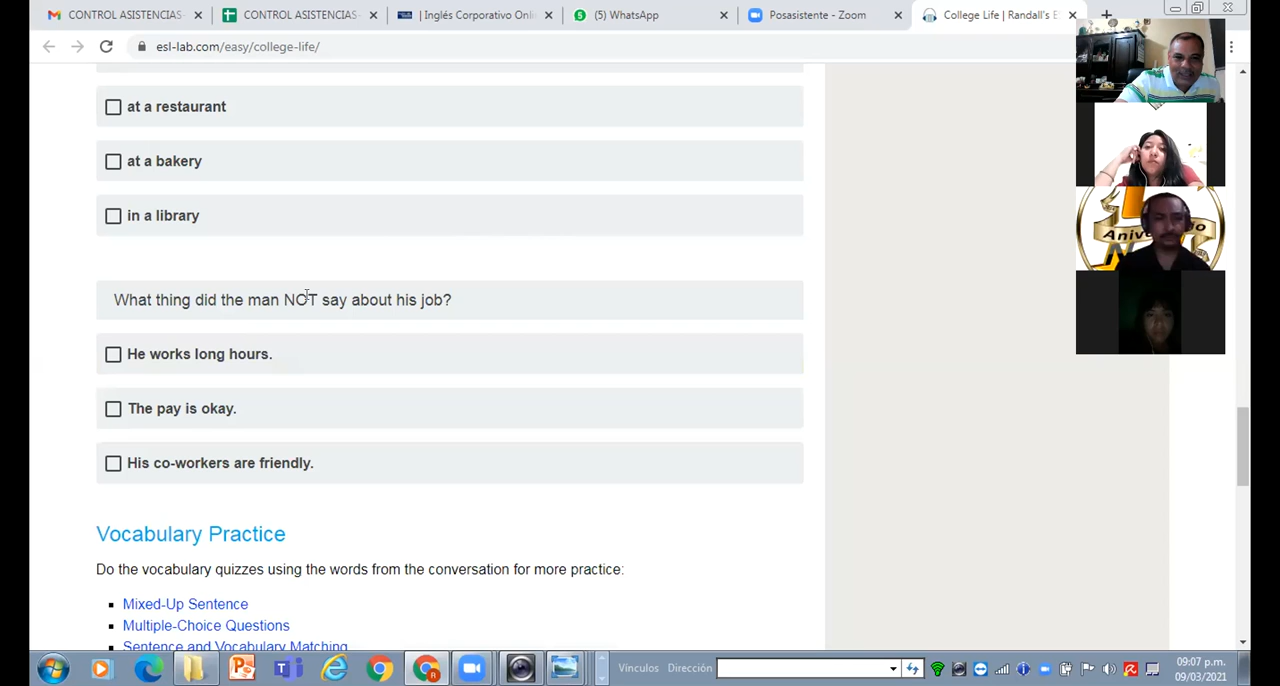 CONTROL ASISTENCIAS-
CONTROL ASISTENCIAS-
| Inglés Corporativo Onli
(5) WhatsApp
Posasistente - Zoom
College Life | Randall's E
esl-lab.com/easy/college-life/
at a restaurant
at a bakery
in a library
What thing did the man NOT say about his job?
He works long hours.
The pay is okay.
His co-workers are friendly.
Vocabulary Practice
Do the vocabulary quizzes using the words from the conversation for more practice:
Mixed-Up Sentence
Multiple-Choice Questions
Sentence and Vocabulary Matching
Vínculos
Dirección
09:07 p.m.
09/03/2021